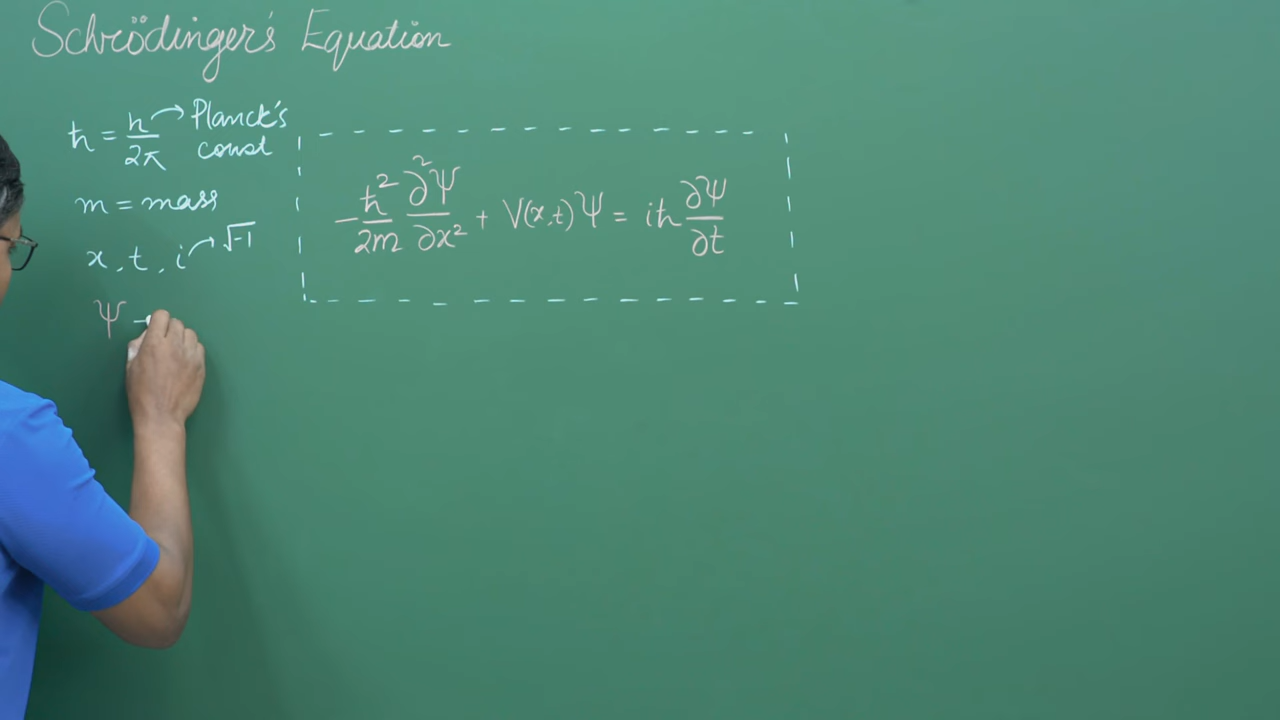 Schrödinger's Equation
ħ = h/2π → Planck's const
m = mass
x, t, i → √-1
Ψ -
-ħ²/2m ∂²Ψ/∂x² + V(x,t)Ψ = iħ ∂Ψ/∂t